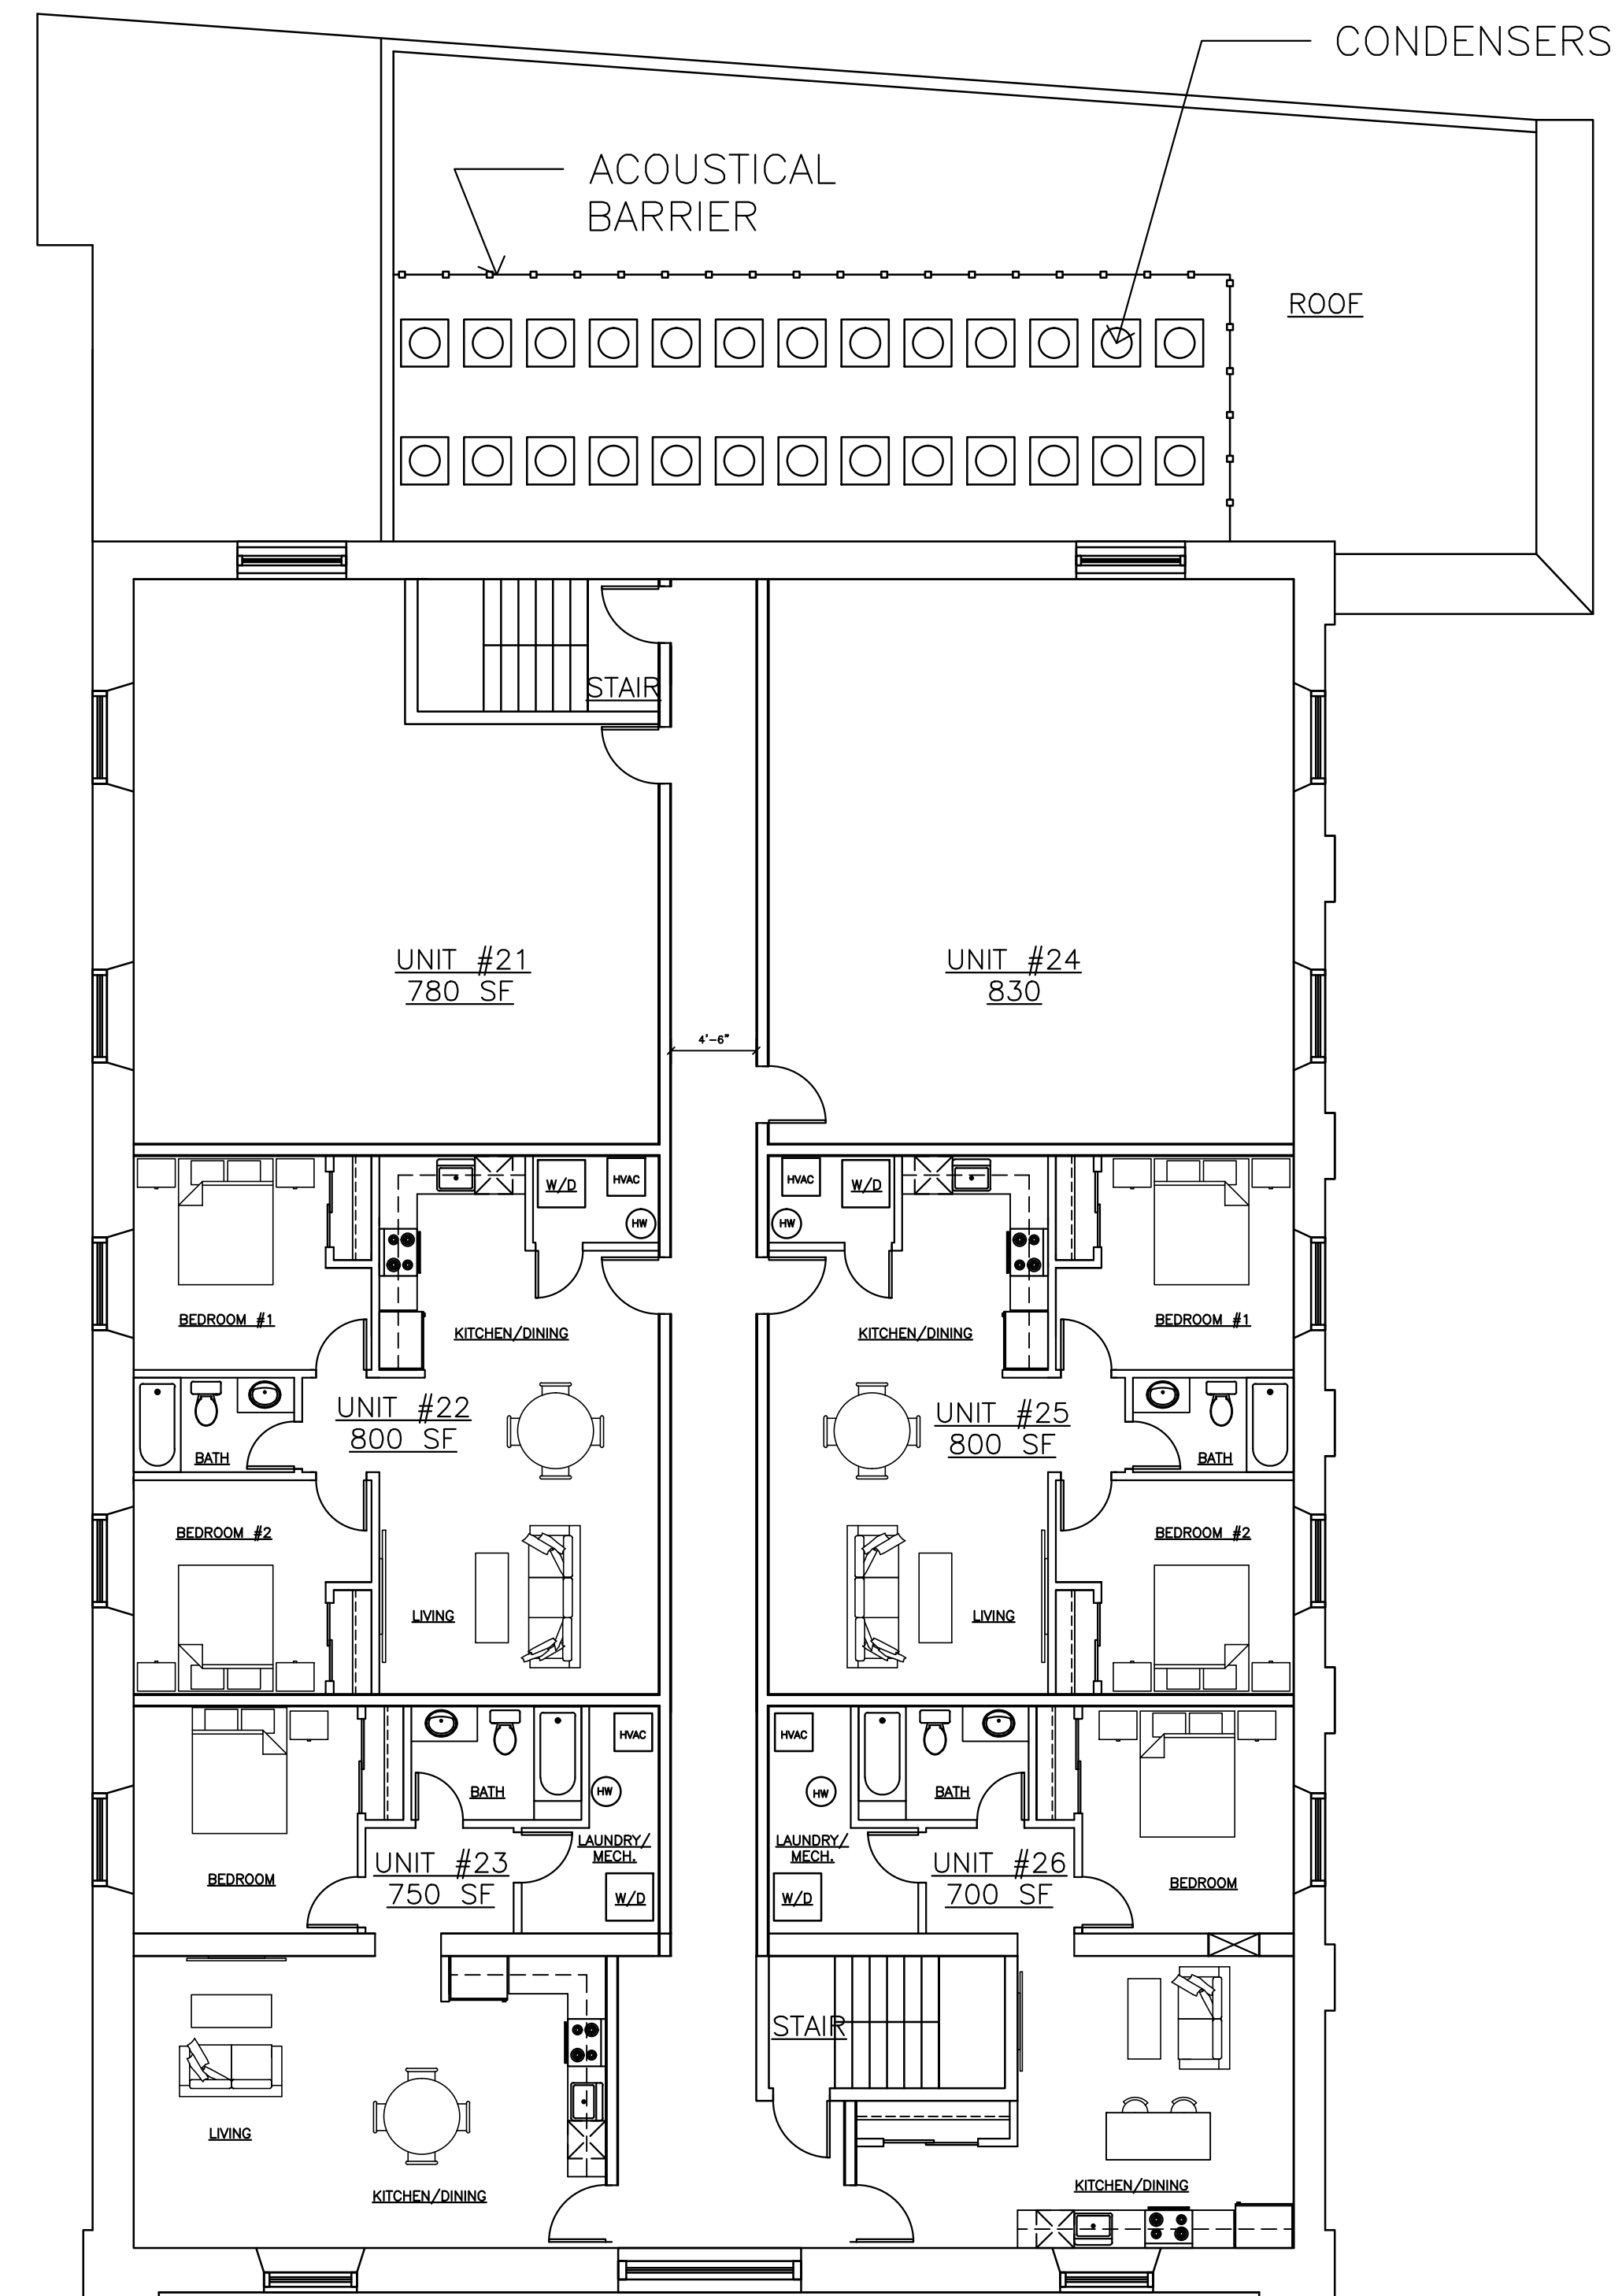 CONDENSERS
ACOUSTICAL
BARRIER
ROOF
STAIR
UNIT #21
780 SF
UNIT #24
830
4'-6"
W/D
HVAC
HW
HVAC
W/D
HW
BEDROOM #1
KITCHEN/DINING
KITCHEN/DINING
BEDROOM #1
UNIT #22
800 SF
UNIT #25
800 SF
BATH
BATH
BEDROOM #2
BEDROOM #2
LIVING
LIVING
HVAC
HVAC
BATH
HW
HW
BATH
LAUNDRY/
MECH.
LAUNDRY/
MECH.
UNIT #23
750 SF
UNIT #26
700 SF
BEDROOM
BEDROOM
W/D
W/D
STAIR
LIVING
KITCHEN/DINING
KITCHEN/DINING